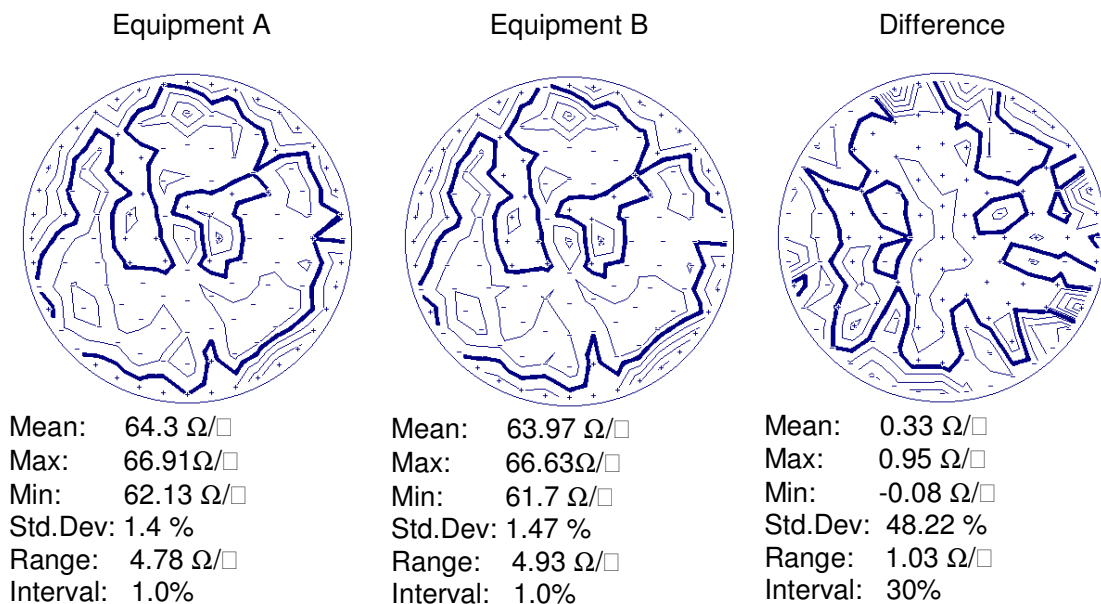 Equipment A
Equipment B
Difference
Mean: 64.3 Ω/□
Max: 66.91Ω/□
Min: 62.13 Ω/□
Std.Dev: 1.4 %
Range: 4.78 Ω/□
Interval: 1.0%
Mean: 63.97 Ω/□
Max: 66.63Ω/□
Min: 61.7 Ω/□
Std.Dev: 1.47 %
Range: 4.93 Ω/□
Interval: 1.0%
Mean: 0.33 Ω/□
Max: 0.95 Ω/□
Min: -0.08 Ω/□
Std.Dev: 48.22 %
Range: 1.03 Ω/□
Interval: 30%